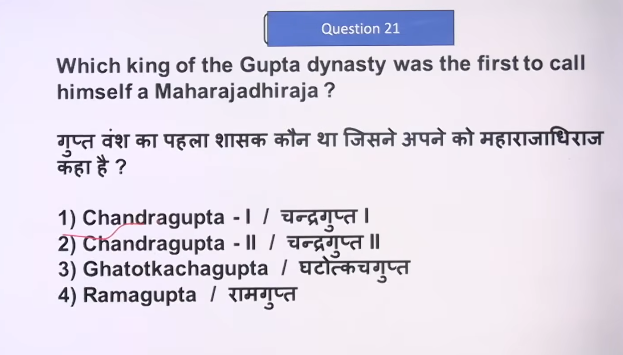 Question 21
Which king of the Gupta dynasty was the first to call
himself a Maharajadhiraja ?
गुप्त वंश का पहला शासक कौन था जिसने अपने को महाराजाधिराज
कहा है ?
1) Chandragupta - I / चन्द्रगुप्त I
2) Chandragupta - II / चन्द्रगुप्त II
3) Ghatotkachagupta / घटोत्कचगुप्त
4) Ramagupta / रामगुप्त